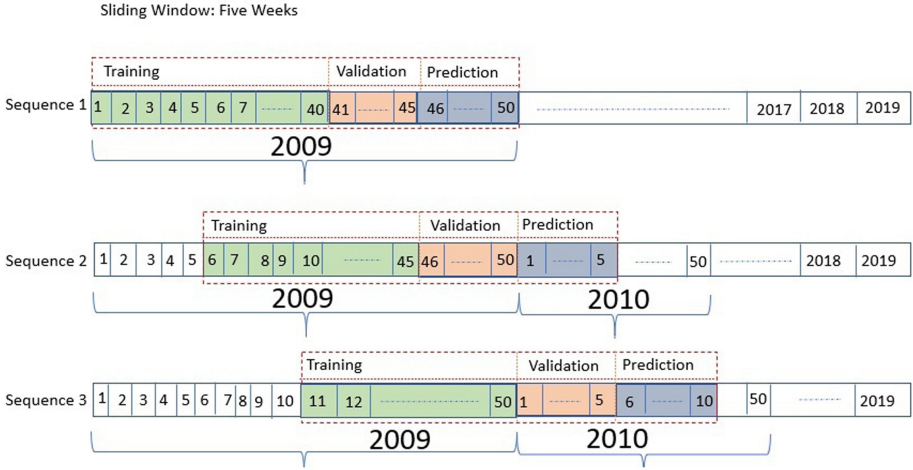 Sliding Window: Five Weeks
Training Validation Prediction
Sequence 1 1 2 3 4 5 6 7 ------ 40 41 ------ 45 46 ------ 50 ------ 2017 2018 2019
2009
Training Validation Prediction
Sequence 2 1 2 3 4 5 6 7 8 9 10 ------ 45 46 ------ 50 1 ------ 5 ------ 50 ------ 2018 2019
2009 2010
Training Validation Prediction
Sequence 3 1 2 3 4 5 6 7 8 9 10 11 12 ------ 50 1 ------ 5 6 ------ 10 50 ------ 2019
2009 2010